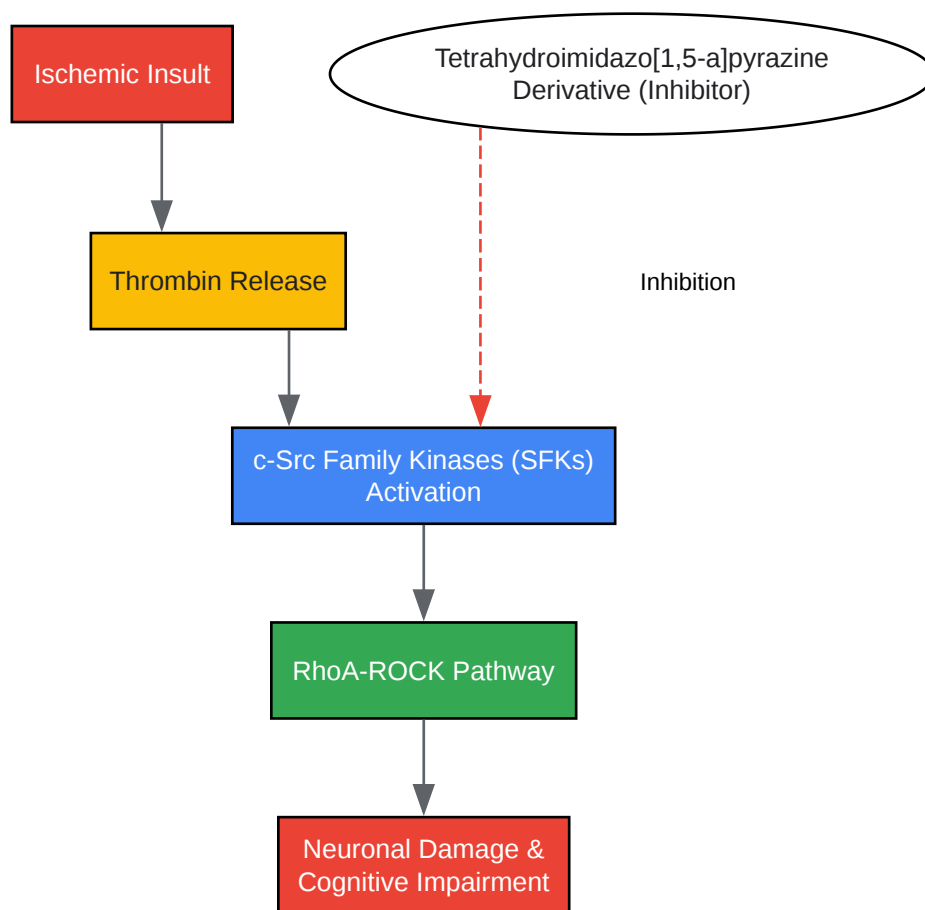 Ischemic Insult
Tetrahydroimidazo[1,5-a]pyrazine
Derivative (Inhibitor)
Thrombin Release
Inhibition
c-Src Family Kinases (SFKs)
Activation
RhoA-ROCK Pathway
Neuronal Damage &
Cognitive Impairment